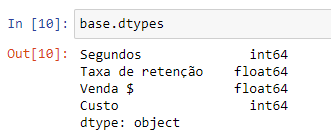 In [10]: base.dtypes
Out[10]: Segundos int64
Taxa de retenção float64
Venda $ float64
Custo int64
dtype: object